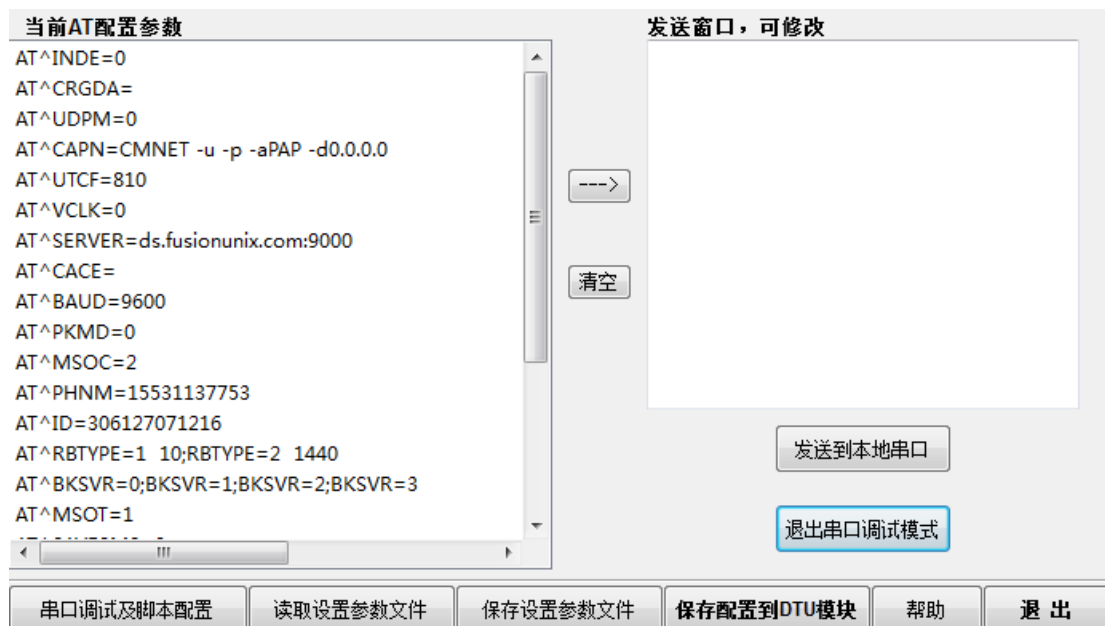 当前AT配置参数
AT^INDE=0
AT^CRGDA=
AT^UDPM=0
AT^CAPN=CMNET -u -p -aPAP -d0.0.0.0
AT^UTCF=810
AT^VCLK=0
AT^SERVER=ds.fusionunix.com:9000
AT^CACE=
AT^BAUD=9600
AT^PKMD=0
AT^MSOC=2
AT^PHNM=15531137753
AT^ID=306127071216
AT^RBTYPE=1  10;RBTYPE=2  1440
AT^BKSVR=0;BKSVR=1;BKSVR=2;BKSVR=3
AT^MSOT=1
--->
清空
发送窗口，可修改
发送到本地串口
退出串口调试模式
串口调试及脚本配置
读取设置参数文件
保存设置参数文件
保存配置到DTU模块
帮助
退 出